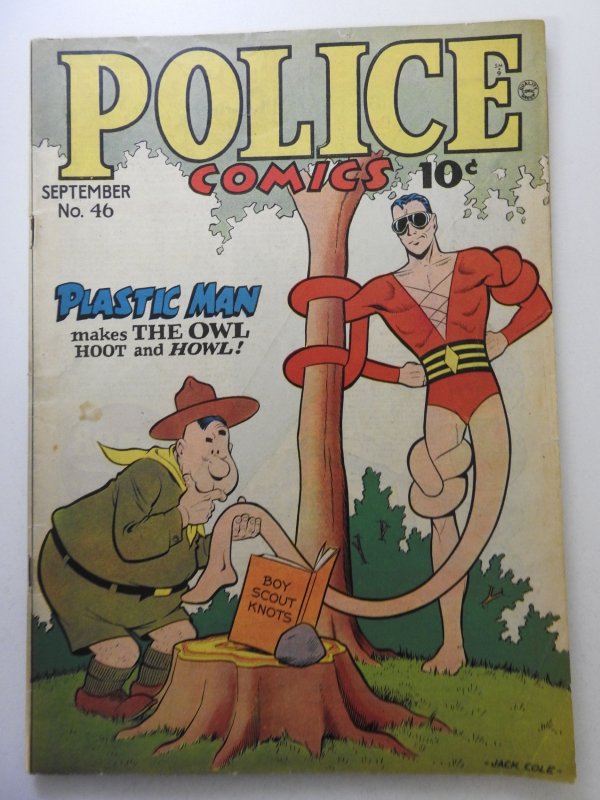 POLICE
COMICS 10¢
SEPTEMBER
No. 46
PLASTIC MAN
makes THE OWL
HOOT and HOWL!
BOY
SCOUT
KNOTS
-JACK COLE-